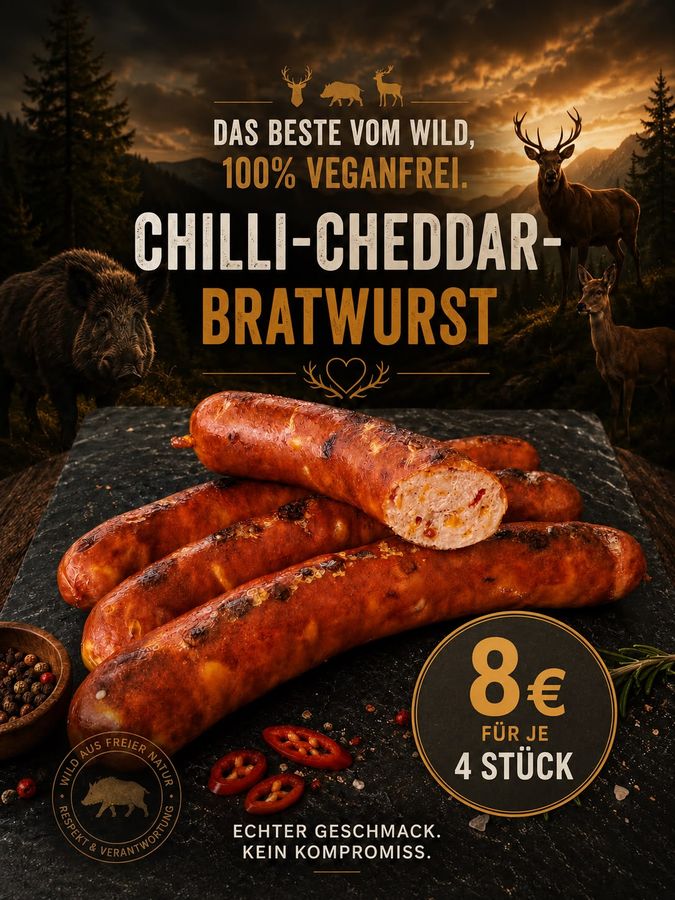 DAS BESTE VOM WILD,
100% VEGANFREI.
CHILLI-CHEDDAR-
BRATWURST
8€
FÜR JE
4 STÜCK
WILD AUS FREIER NATUR
RESPEKT & VERANTWORTUNG
ECHTER GESCHMACK.
KEIN KOMPROMISS.